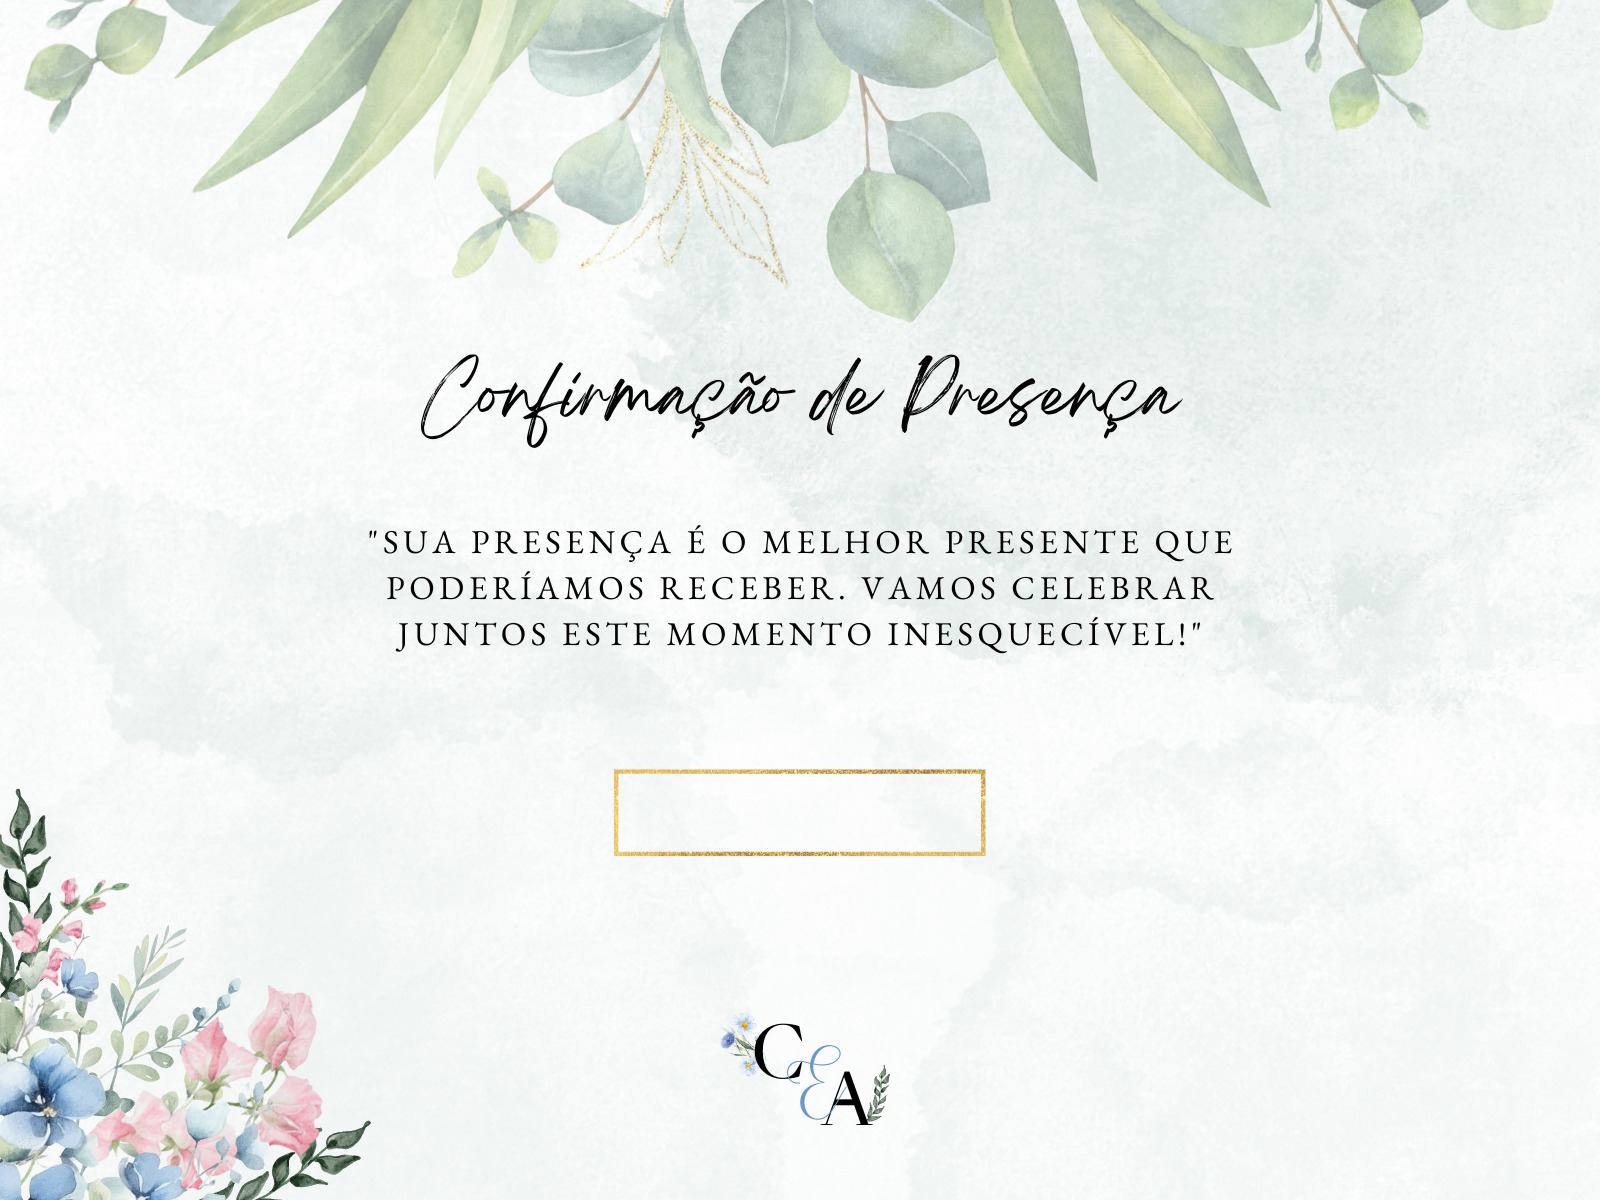 Confirmação de Presença
"SUA PRESENÇA É O MELHOR PRESENTE QUE
PODERÍAMOS RECEBER. VAMOS CELEBRAR
JUNTOS ESTE MOMENTO INESQUECÍVEL!"
C E A